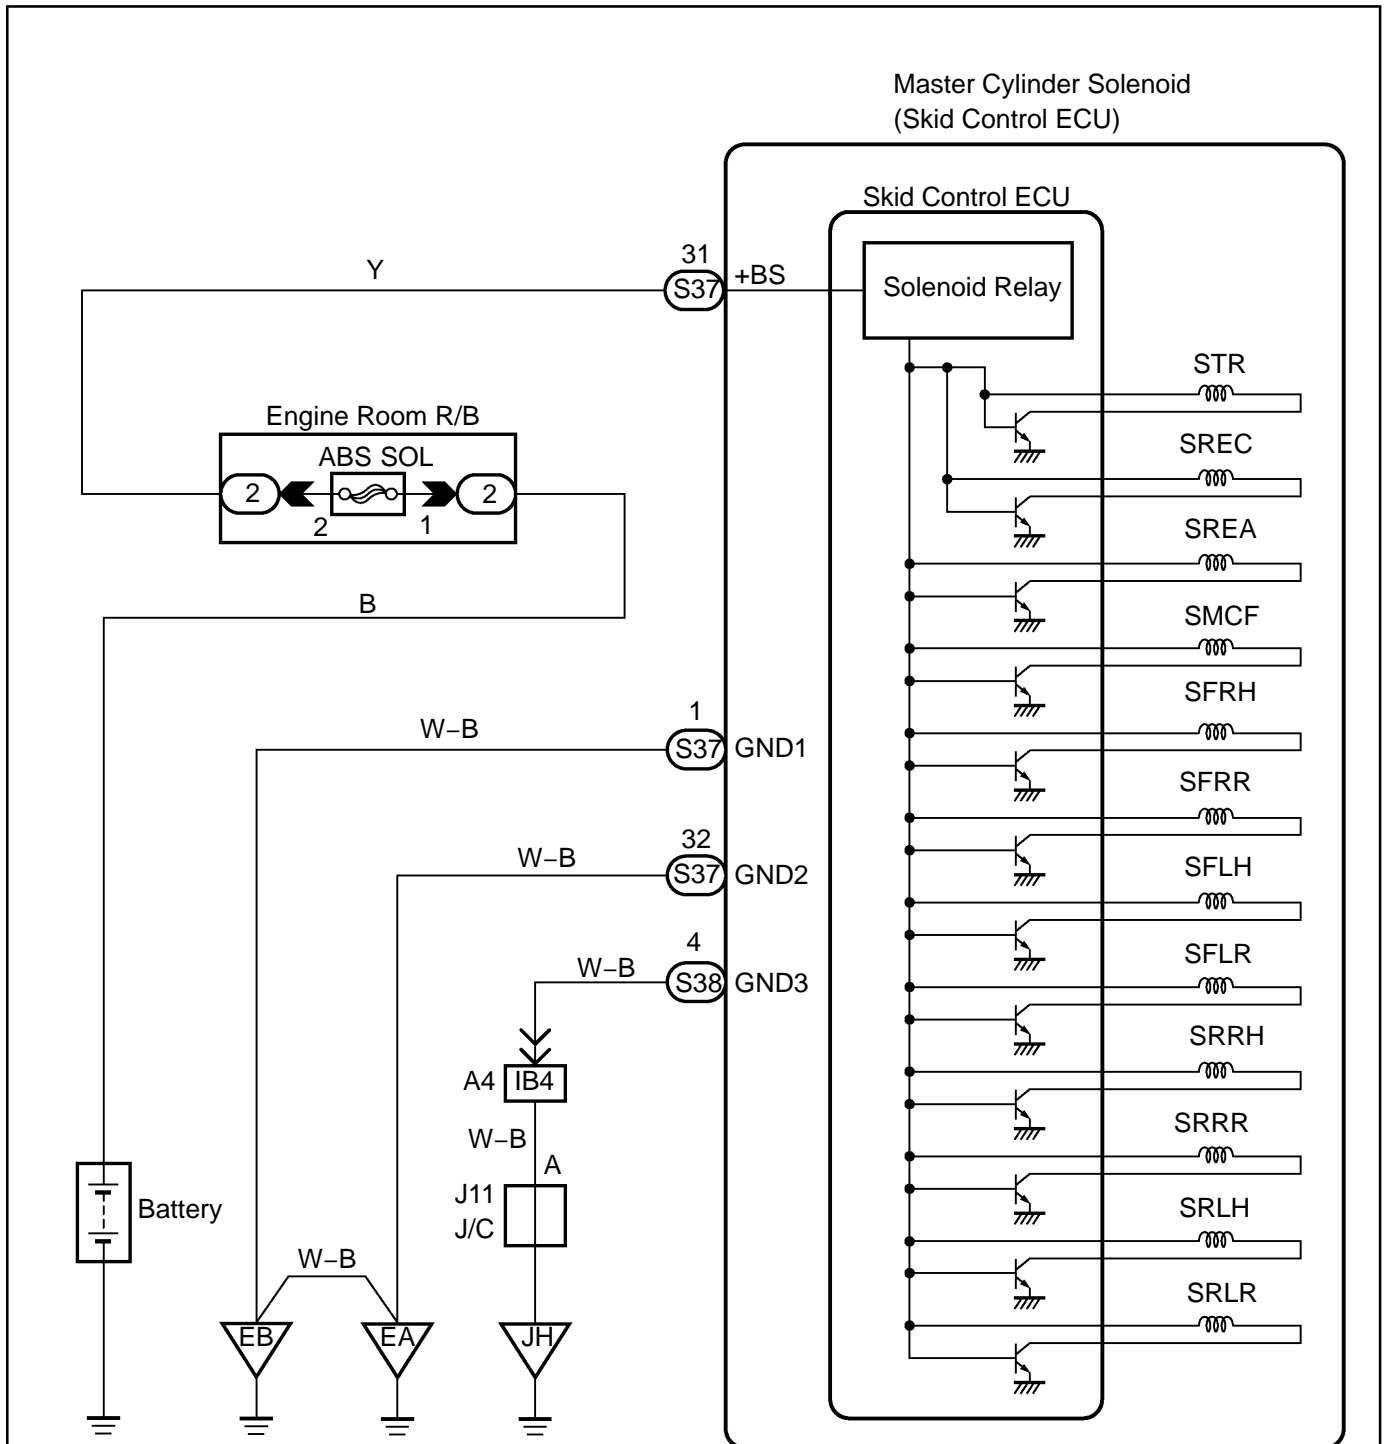 Master Cylinder Solenoid
(Skid Control ECU)
Skid Control ECU
31
Y
S37
+BS
Solenoid Relay
STR
Engine Room R/B
ABS SOL
SREC
2
2
2
1
SREA
B
SMCF
SFRH
1
W–B
S37
GND1
SFRR
32
W–B
S37
GND2
SFLH
4
W–B
S38
GND3
SFLR
SRRH
A4
IB4
W–B
A
SRRR
J11
J/C
Battery
SRLH
W–B
SRLR
EB
EA
JH